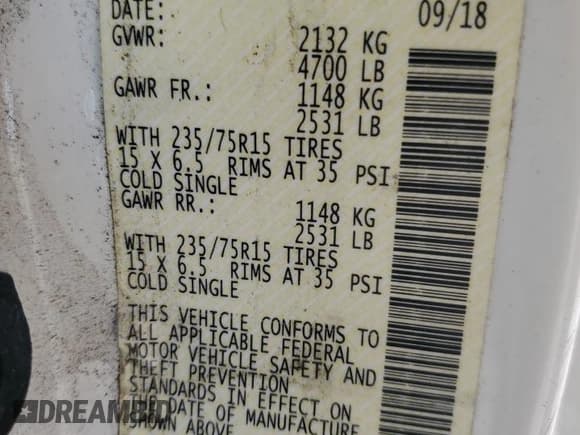 DATE: 09/18
GVWR: 2132 KG
4700 LB
GAWR FR.: 1148 KG
2531 LB
WITH 235/75R15 TIRES
15 X 6.5 RIMS AT 35 PSI
COLD SINGLE
GAWR RR.: 1148 KG
2531 LB
WITH 235/75R15 TIRES
15 X 6.5 RIMS AT 35 PSI
COLD SINGLE
THIS VEHICLE CONFORMS TO
ALL APPLICABLE FEDERAL
MOTOR VEHICLE SAFETY AND
THEFT PREVENTION
STANDARDS IN EFFECT ON
THE DATE OF MANUFACTURE
SHOWN ABOVE
DREAMBID